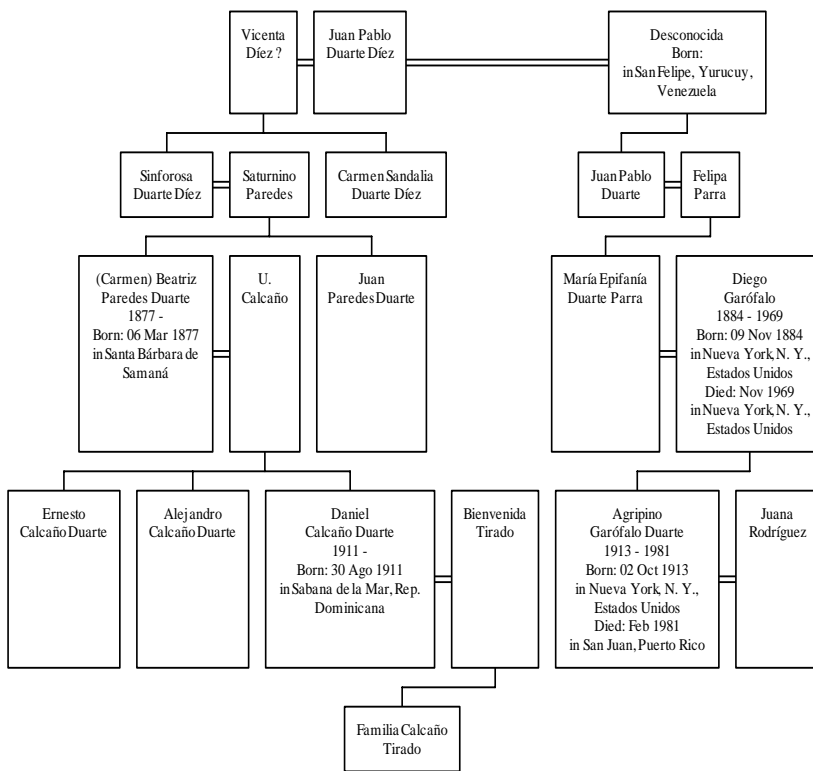 Vicenta
Díez ?
Juan Pablo
Duarte Díez
Desconocida
Born:
in San Felipe, Yurucuy,
Venezuela
Sinforosa
Duarte Díez
Saturnino
Paredes
Carmen Sandalia
Duarte Díez
Juan Pablo
Duarte
Felipa
Parra
(Carmen) Beatriz
Paredes Duarte
1877 -
Born: 06 Mar 1877
in Santa Bárbara de
Samaná
U.
Calcaño
Juan
Paredes Duarte
María Epifanía
Duarte Parra
Diego
Garófalo
1884 - 1969
Born: 09 Nov 1884
in Nueva York, N. Y.,
Estados Unidos
Died: Nov 1969
in Nueva York, N. Y.,
Estados Unidos
Ernesto
Calcaño Duarte
Alejandro
Calcaño Duarte
Daniel
Calcaño Duarte
1911 -
Born: 30 Ago 1911
in Sabana de la Mar, Rep.
Dominicana
Bienvenida
Tirado
Agripino
Garófalo Duarte
1913 - 1981
Born: 02 Oct 1913
in Nueva York, N. Y.,
Estados Unidos
Died: Feb 1981
in San Juan, Puerto Rico
Juana
Rodríguez
Familia Calcaño
Tirado